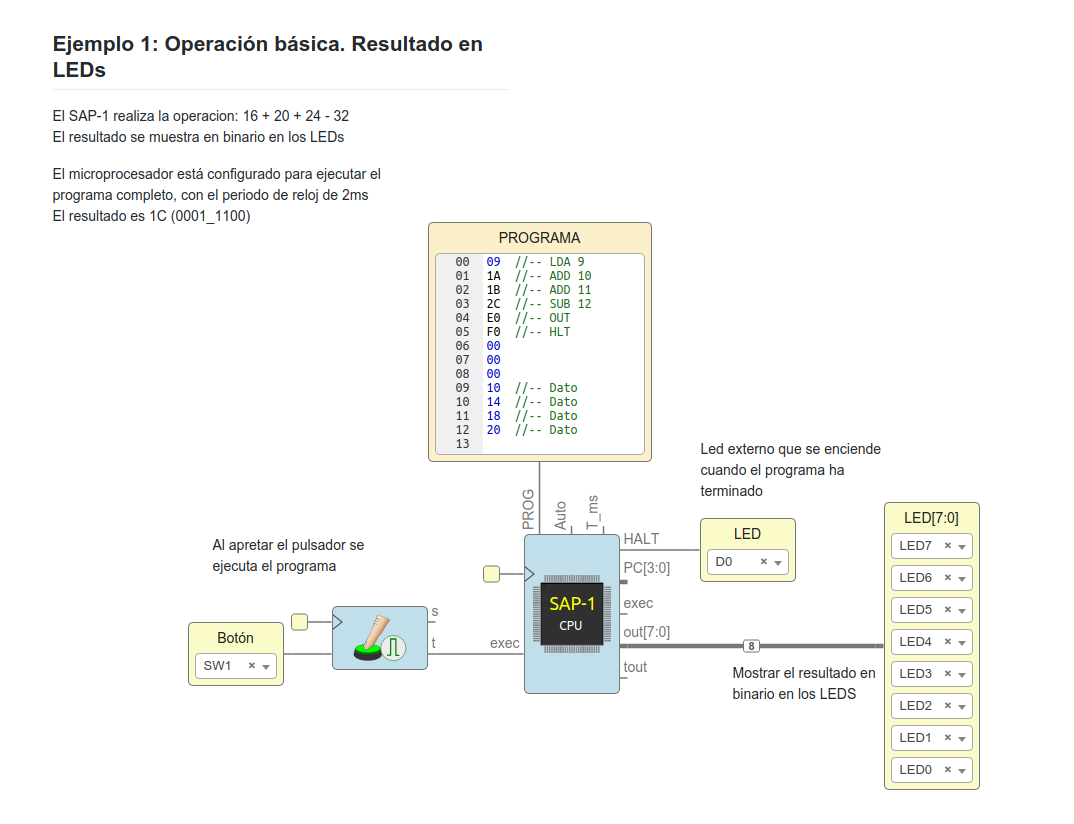 Ejemplo 1: Operación básica. Resultado en
LEDs
El SAP-1 realiza la operacion: 16 + 20 + 24 - 32
El resultado se muestra en binario en los LEDs
El microprocesador está configurado para ejecutar el
programa completo, con el periodo de reloj de 2ms
El resultado es 1C (0001_1100)
PROGRAMA
00 09 //-- LDA 9
01 1A //-- ADD 10
02 1B //-- ADD 11
03 2C //-- SUB 12
04 E0 //-- OUT
05 F0 //-- HLT
06 00
07 00
08 00
09 10 //-- Dato
10 14 //-- Dato
11 18 //-- Dato
12 20 //-- Dato
13
Led externo que se enciende
cuando el programa ha
terminado
PROG
Auto
T_ms
LED
D0
HALT
PC[3:0]
exec
out[7:0]
tout
SAP-1
CPU
exec
Al apretar el pulsador se
ejecuta el programa
Botón
SW1
s
t
8
Mostrar el resultado en
binario en los LEDS
LED[7:0]
LED7
LED6
LED5
LED4
LED3
LED2
LED1
LED0